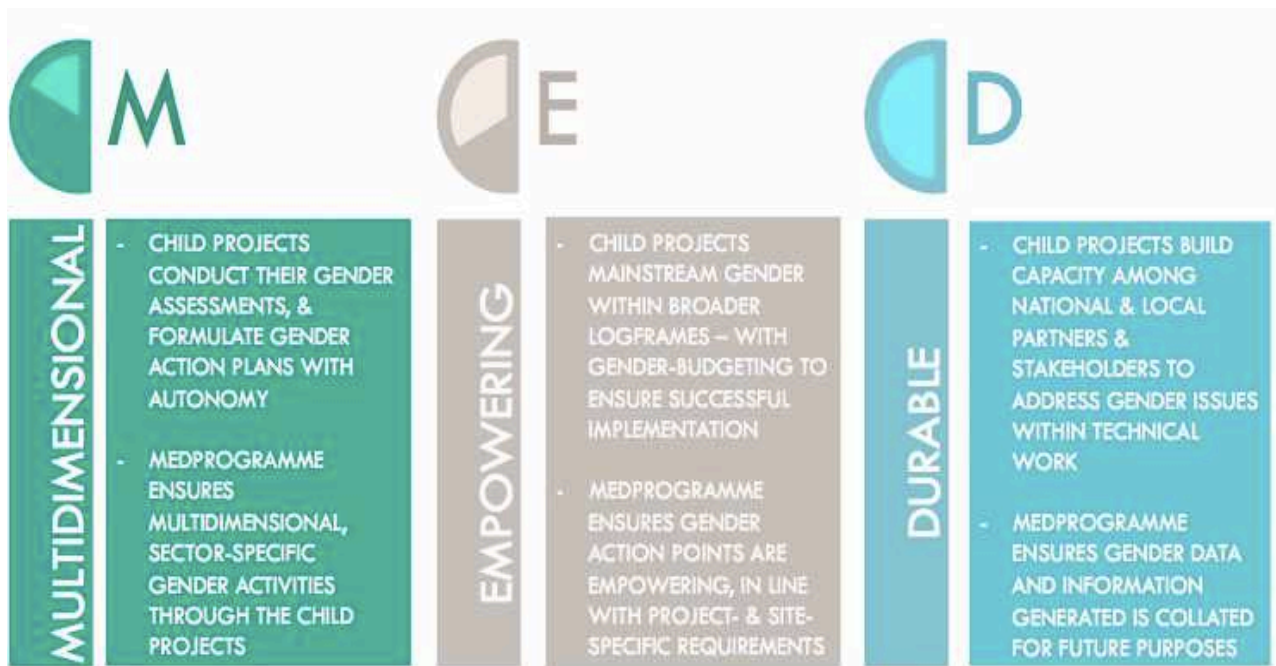 M
MULTIDIMENSIONAL
- CHILD PROJECTS
CONDUCT THEIR GENDER
ASSESSMENTS, &
FORMULATE GENDER
ACTION PLANS WITH
AUTONOMY
- MEDPROGRAMME
ENSURES
MULTIDIMENSIONAL,
SECTOR-SPECIFIC
GENDER ACTIVITIES
THROUGH THE CHILD
PROJECTS
E
EMPOWERING
- CHILD PROJECTS
MAINSTREAM GENDER
WITHIN BROADER
LOGFRAMES – WITH
GENDER-BUDGETING TO
ENSURE SUCCESSFUL
IMPLEMENTATION
- MEDPROGRAMME
ENSURES GENDER
ACTION POINTS ARE
EMPOWERING, IN LINE
WITH PROJECT- & SITE-
SPECIFIC REQUIREMENTS
D
DURABLE
- CHILD PROJECTS BUILD
CAPACITY AMONG
NATIONAL & LOCAL
PARTNERS &
STAKEHOLDERS TO
ADDRESS GENDER ISSUES
WITHIN TECHNICAL
WORK
- MEDPROGRAMME
ENSURES GENDER DATA
AND INFORMATION
GENERATED IS COLLATED
FOR FUTURE PURPOSES